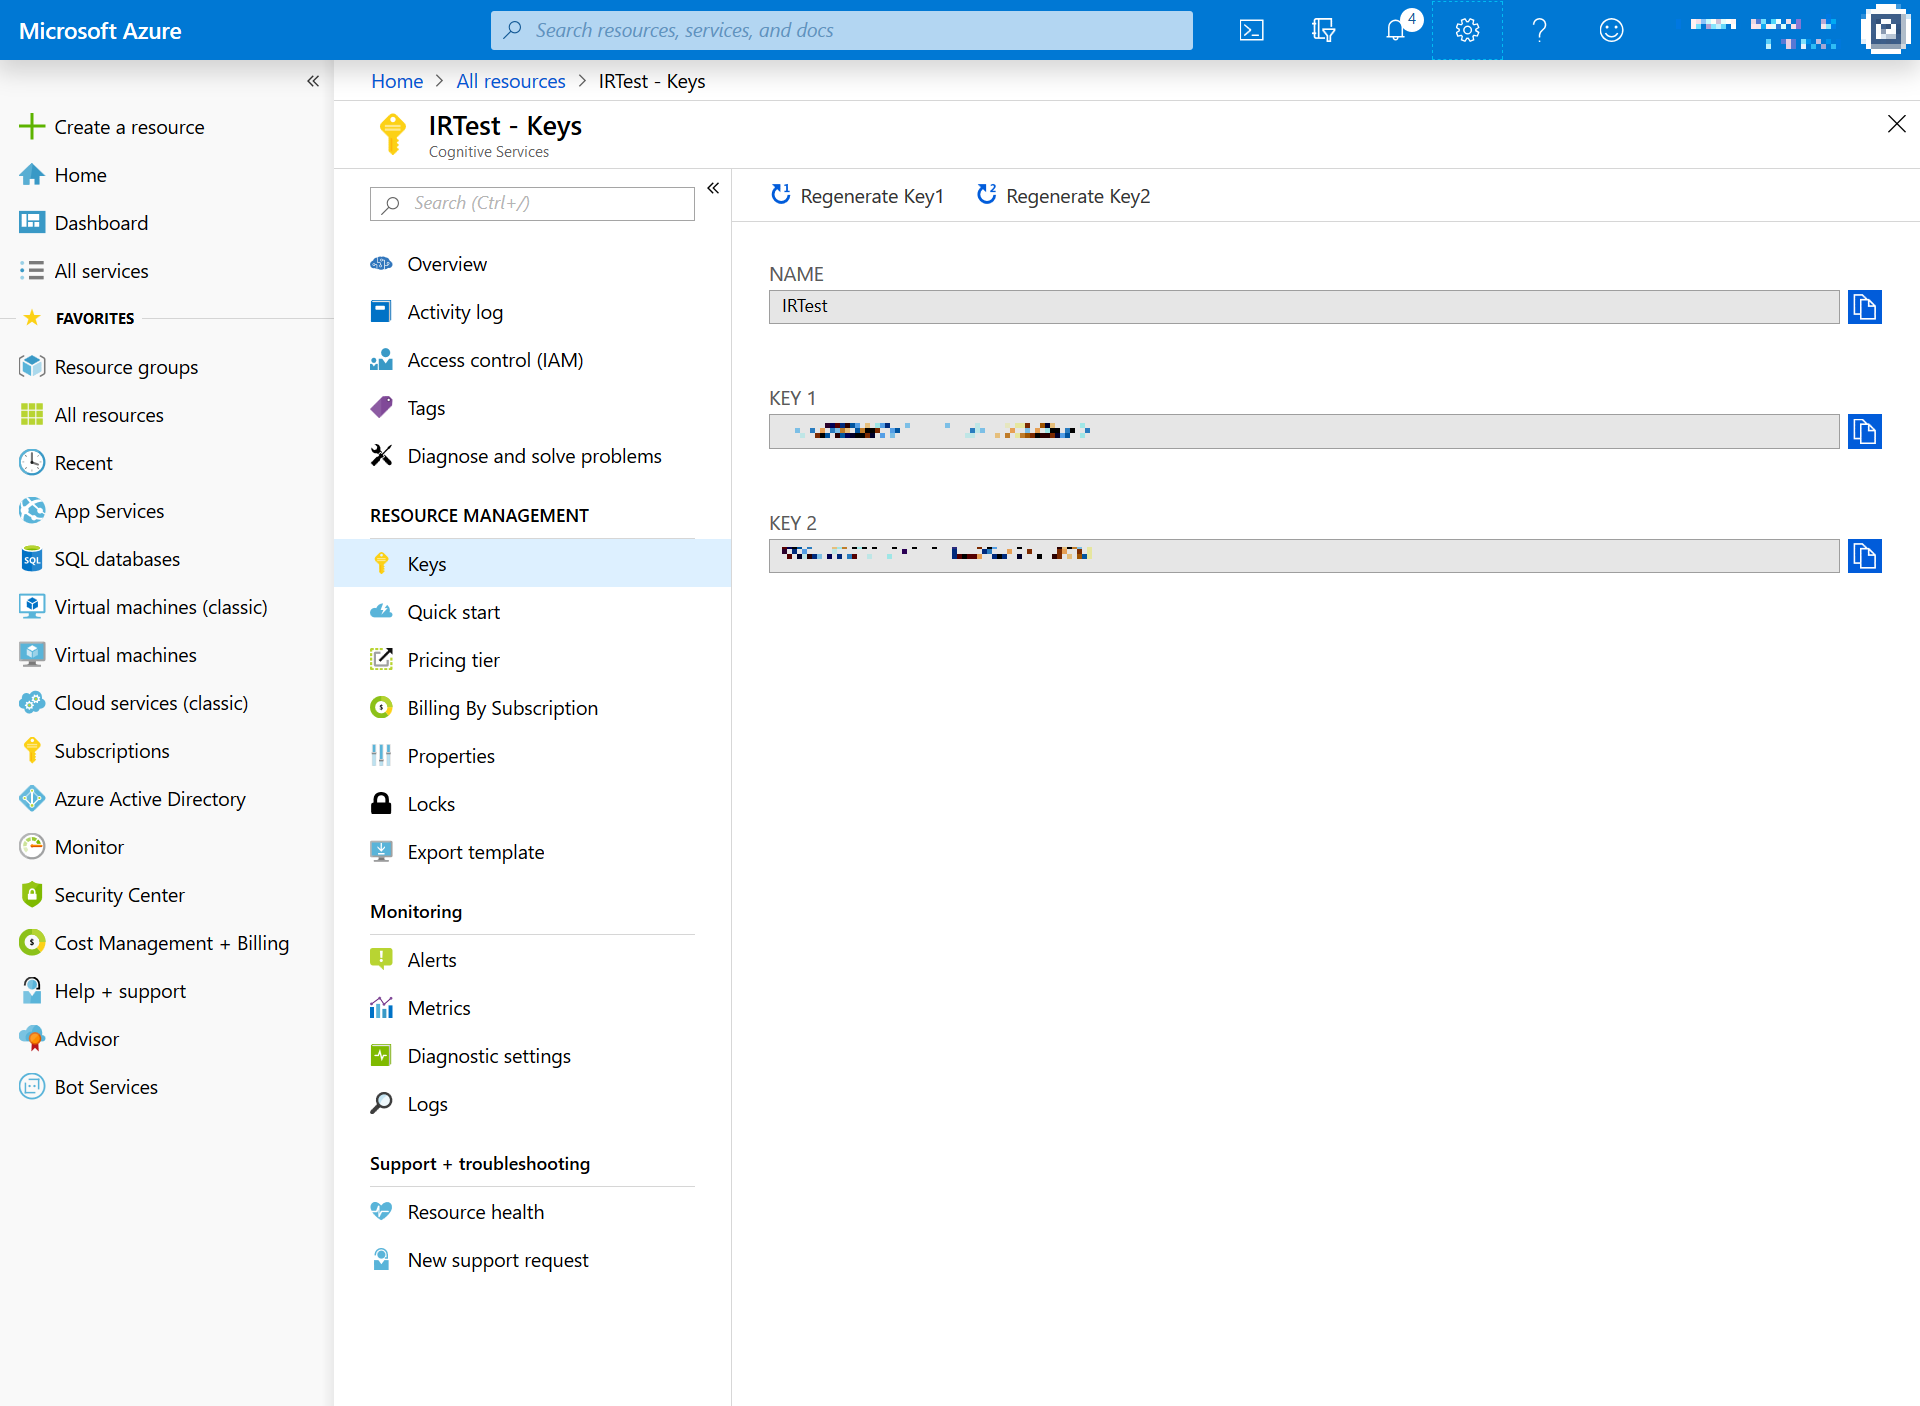 Microsoft Azure
Search resources, services, and docs
4
Home > All resources > IRTest - Keys
Create a resource
Home
Dashboard
All services
FAVORITES
Resource groups
All resources
Recent
App Services
SQL databases
Virtual machines (classic)
Virtual machines
Cloud services (classic)
Subscriptions
Azure Active Directory
Monitor
Security Center
Cost Management + Billing
Help + support
Advisor
Bot Services
IRTest - Keys
Cognitive Services
Search (Ctrl+/)
Overview
Activity log
Access control (IAM)
Tags
Diagnose and solve problems
RESOURCE MANAGEMENT
Keys
Quick start
Pricing tier
Billing By Subscription
Properties
Locks
Export template
Monitoring
Alerts
Metrics
Diagnostic settings
Logs
Support + troubleshooting
Resource health
New support request
Regenerate Key1 Regenerate Key2
NAME
IRTest
KEY 1
KEY 2